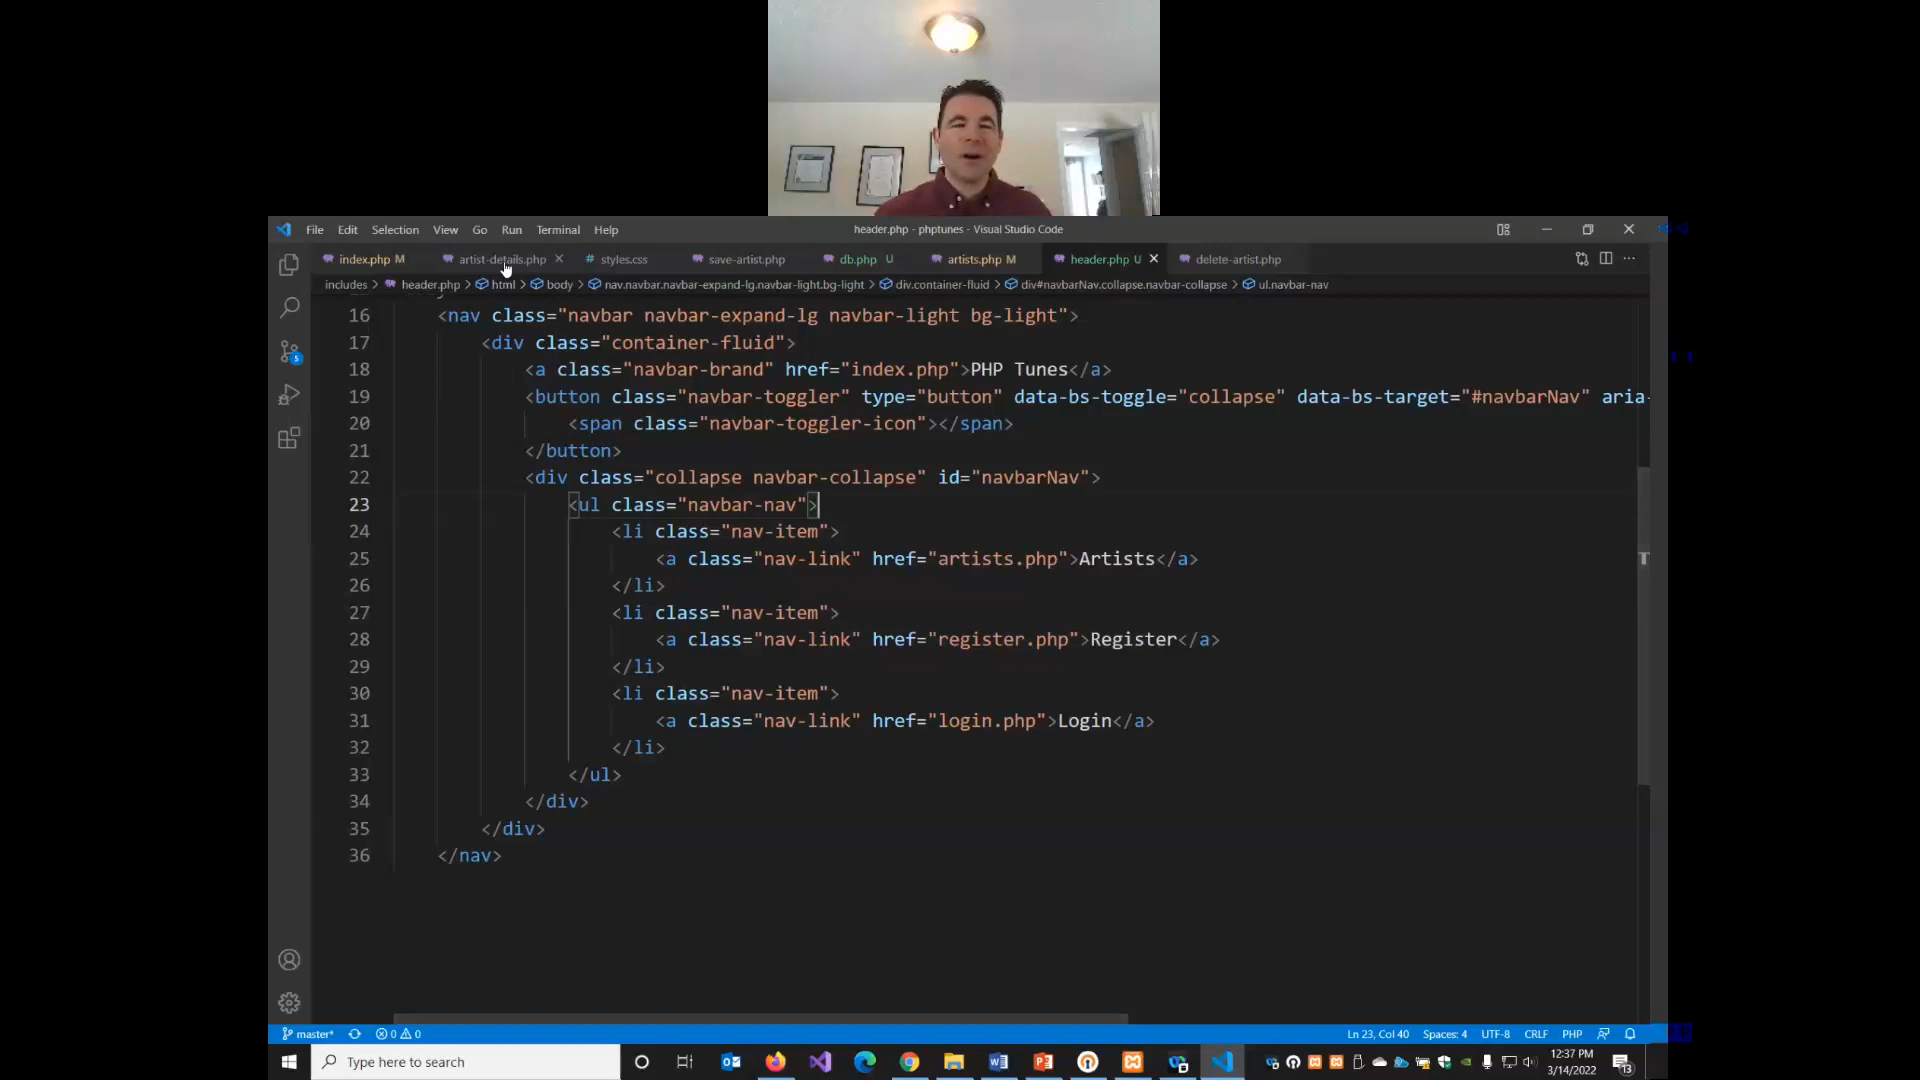 File Edit Selection View Go Run Terminal Help header.php - phptunes - Visual Studio Code
index.php M artist-details.php styles.css save-artist.php db.php U artists.php M header.php U delete-artist.php
includes > header.php > html > body > nav.navbar.navbar-expand-lg.navbar-light.bg-light > div.container-fluid > div#navbarNav.collapse.navbar-collapse > ul.navbar-nav
16 <nav class="navbar navbar-expand-lg navbar-light bg-light">
17 <div class="container-fluid">
18 <a class="navbar-brand" href="index.php">PHP Tunes</a>
19 <button class="navbar-toggler" type="button" data-bs-toggle="collapse" data-bs-target="#navbarNav" aria-
20 <span class="navbar-toggler-icon"></span>
21 </button>
22 <div class="collapse navbar-collapse" id="navbarNav">
23 <ul class="navbar-nav">
24 <li class="nav-item">
25 <a class="nav-link" href="artists.php">Artists</a>
26 </li>
27 <li class="nav-item">
28 <a class="nav-link" href="register.php">Register</a>
29 </li>
30 <li class="nav-item">
31 <a class="nav-link" href="login.php">Login</a>
32 </li>
33 </ul>
34 </div>
35 </div>
36 </nav>
5
master* 0 0 Ln 23, Col 40 Spaces: 4 UTF-8 CRLF PHP
Type here to search 12:37 PM
3/14/2022 13